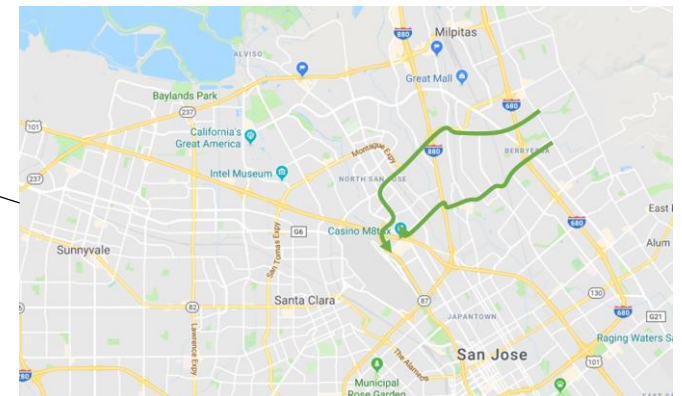 Milpitas
880
ALVISO
Great Mall
Baylands Park
237
680
101
California's
Great America
Montague Expy
880
BERRYESSA
Intel Museum
NORTH SAN JOSE
237
680
East
G6
Casino M8trix
Alum
Sunnyvale
San Tomas Expy
Santa Clara
87
130
82
680
G21
JAPANTOWN
Lawrence Expy
Raging Waters Sa
The Alameda
San Jose
101
280
Municipal
Rose Garden